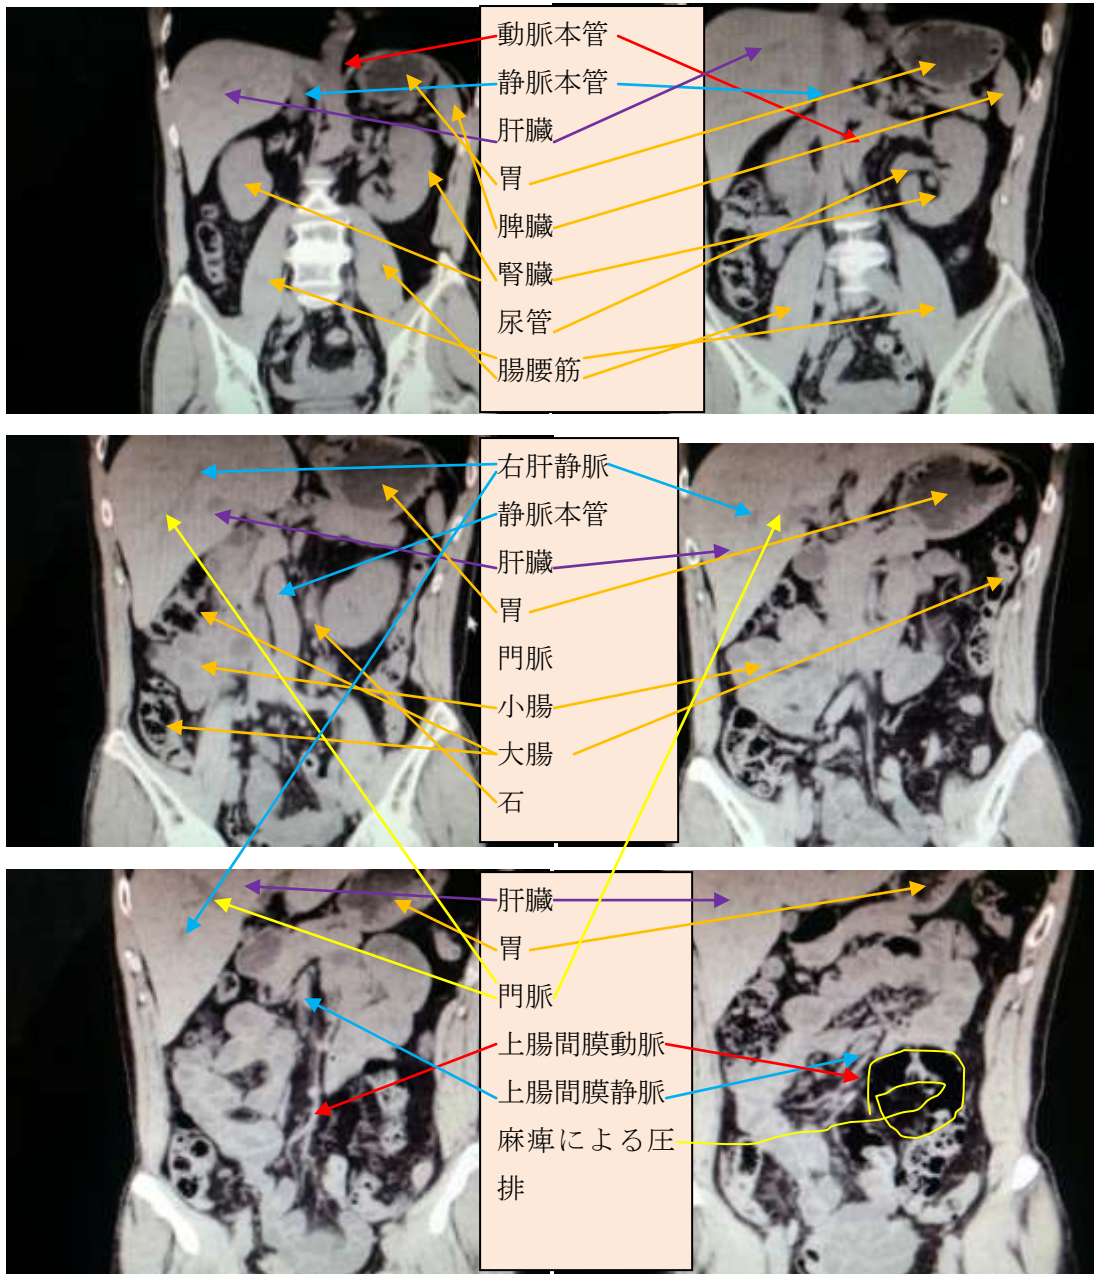 動脈本管
静脈本管
肝臓
胃
脾臓
腎臓
尿管
腸腰筋
右肝静脈
静脈本管
肝臓
胃
門脈
小腸
大腸
石
肝臓
胃
門脈
上腸間膜動脈
上腸間膜静脈
麻痺による圧
排